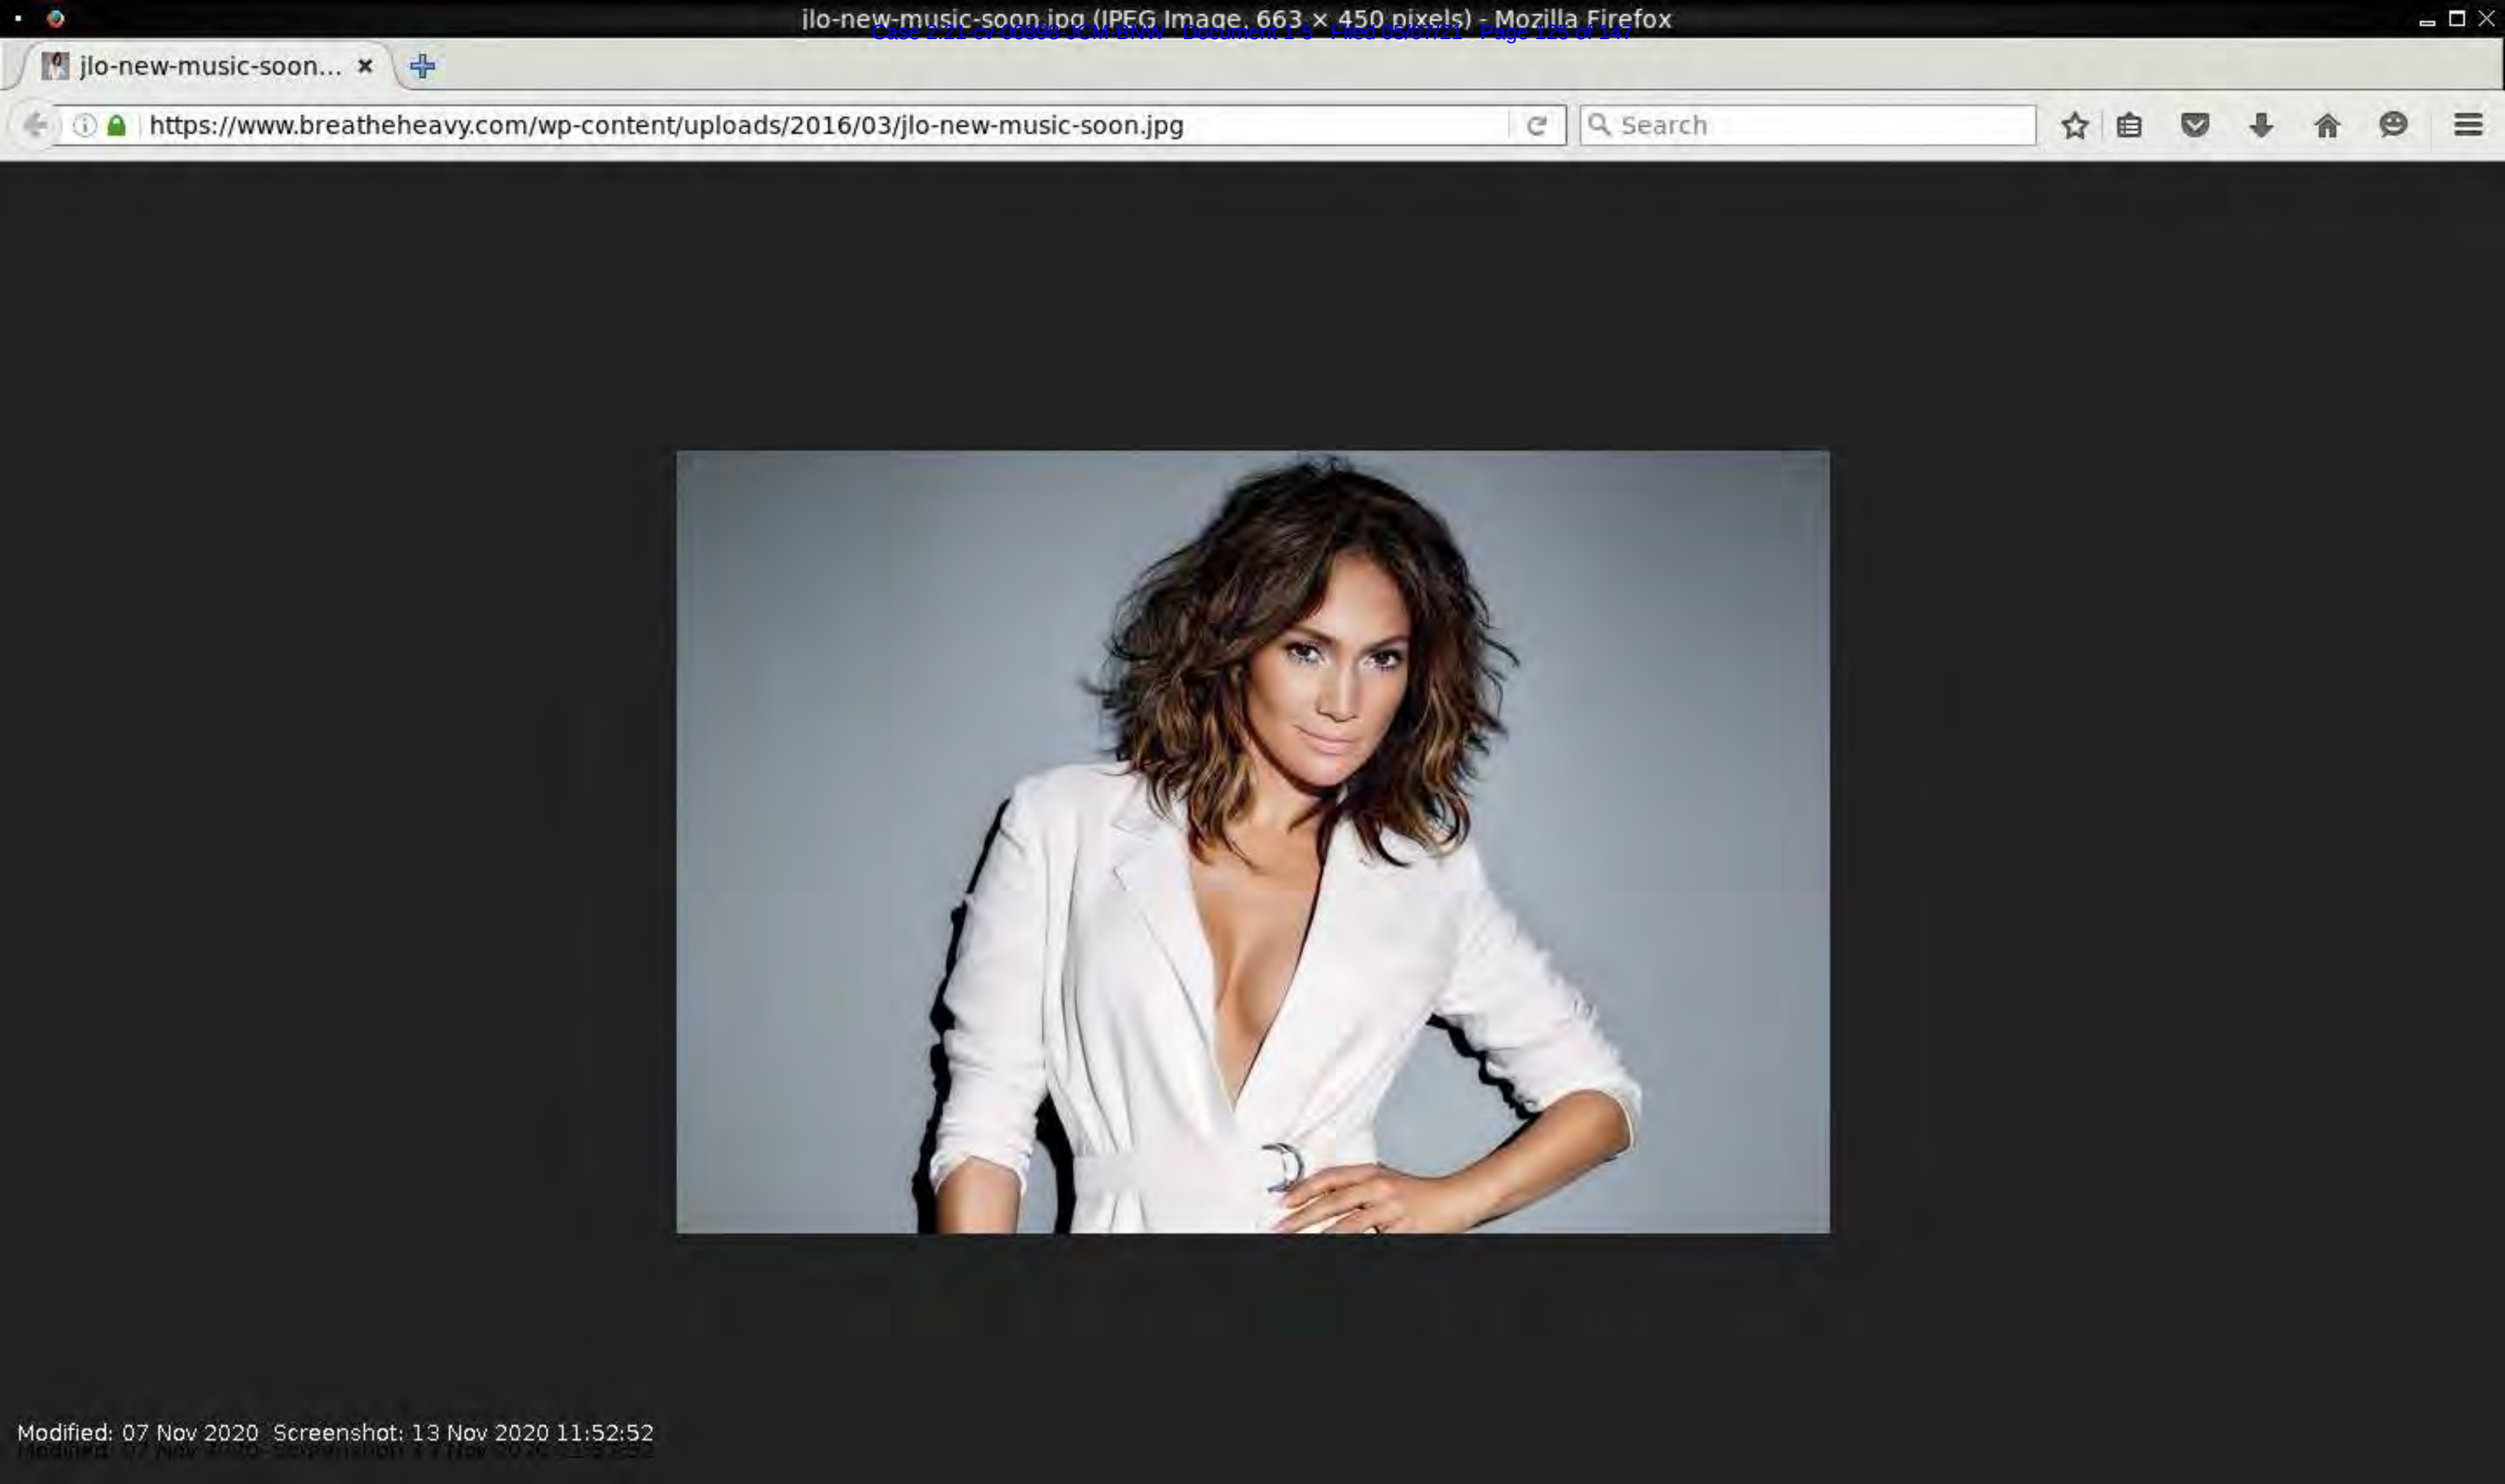 jlo-new-music-soon.jpg (JPEG Image, 663 × 450 pixels) - Mozilla Firefox
Case 2:21-cv-00898-JCM-BNW Document 1-5 Filed 05/07/21 Page 125 of 147
jlo-new-music-soon...
https://www.breatheheavy.com/wp-content/uploads/2016/03/jlo-new-music-soon.jpg Search
Modified: 07 Nov 2020 Screenshot: 13 Nov 2020 11:52:52